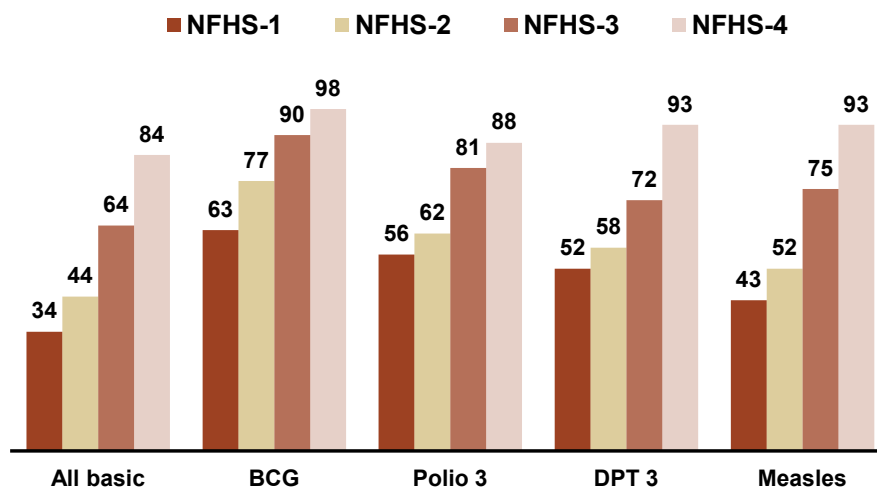 NFHS-1 NFHS-2 NFHS-3 NFHS-4
34 44 64 84
63 77 90 98
56 62 81 88
52 58 72 93
43 52 75 93
All basic BCG Polio 3 DPT 3 Measles